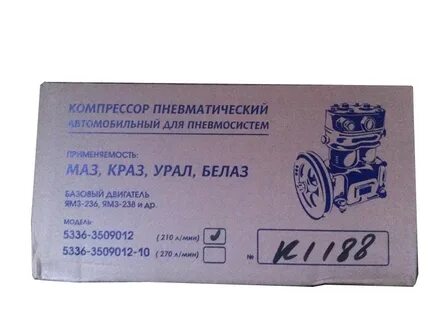 КОМПРЕССОР ПНЕВМАТИЧЕСКИЙ
АВТОМОБИЛЬНЫЙ ДЛЯ ПНЕВМОСИСТЕМ
ПРИМЕНЯЕМОСТЬ:
МАЗ, КРАЗ, УРАЛ, БЕЛАЗ
БАЗОВЫЙ ДВИГАТЕЛЬ
ЯМЗ-236, ЯМЗ-238 и др.
МОДЕЛЬ:
5336-3509012 (210 л/мин)
5336-3509012-10 (270 л/мин)
№ К1188